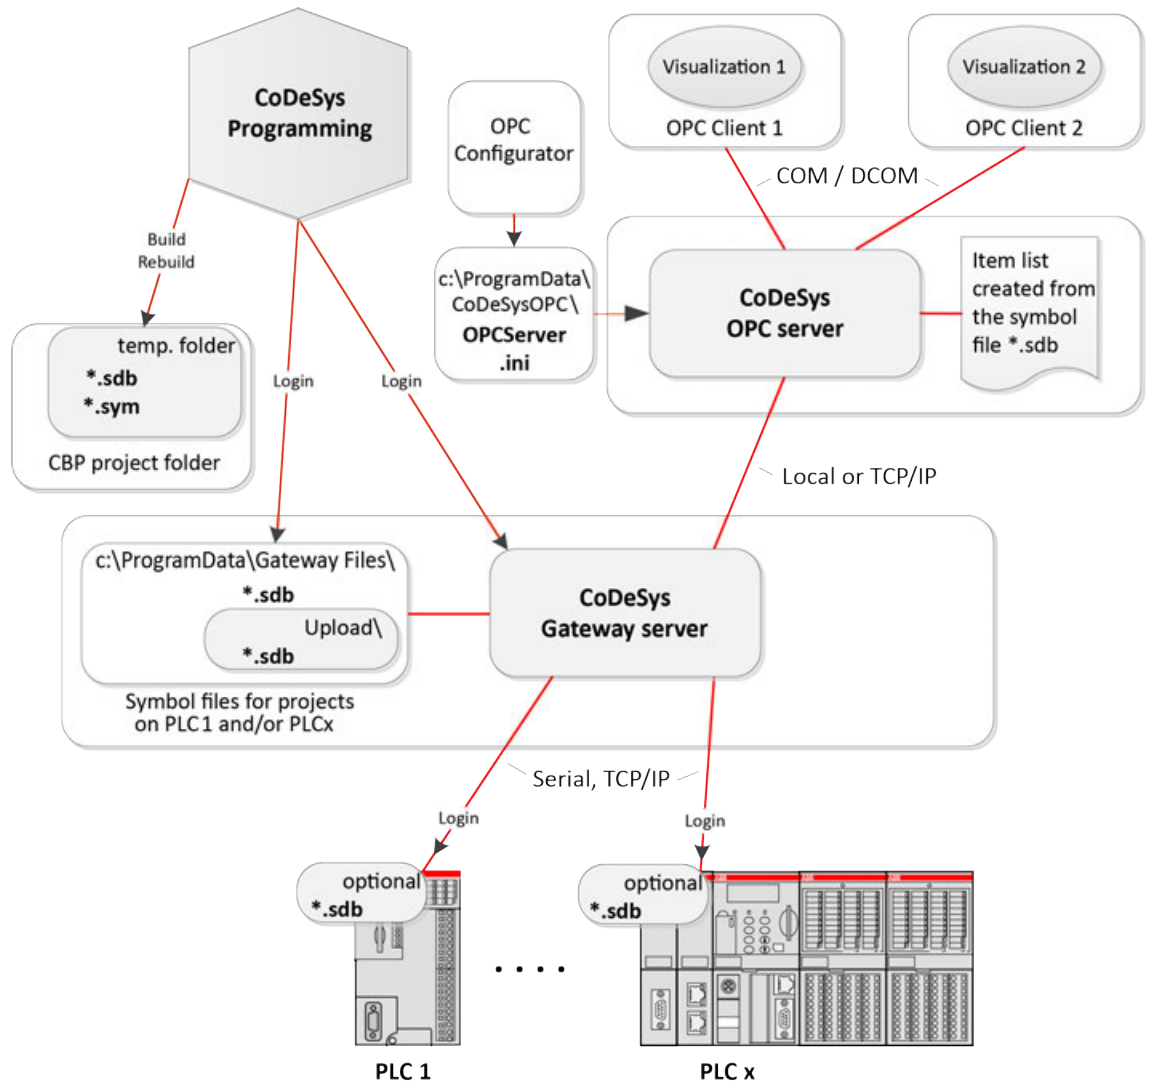 CoDeSys
Programming
OPC
Configurator
Visualization 1
OPC Client 1
Visualization 2
OPC Client 2
COM / DCOM
Build
Rebuild
c:\ProgramData\
CoDeSysOPC\
OPCServer
.ini
CoDeSys
OPC server
Item list
created from
the symbol
file *.sdb
temp. folder
*.sdb
*.sym
CBP project folder
Login
Login
Local or TCP/IP
c:\ProgramData\Gateway Files\
*.sdb
Upload\
*.sdb
Symbol files for projects
on PLC1 and/or PLCx
CoDeSys
Gateway server
Serial, TCP/IP
Login
Login
optional
*.sdb
optional
*.sdb
. . . .
PLC 1
PLC x